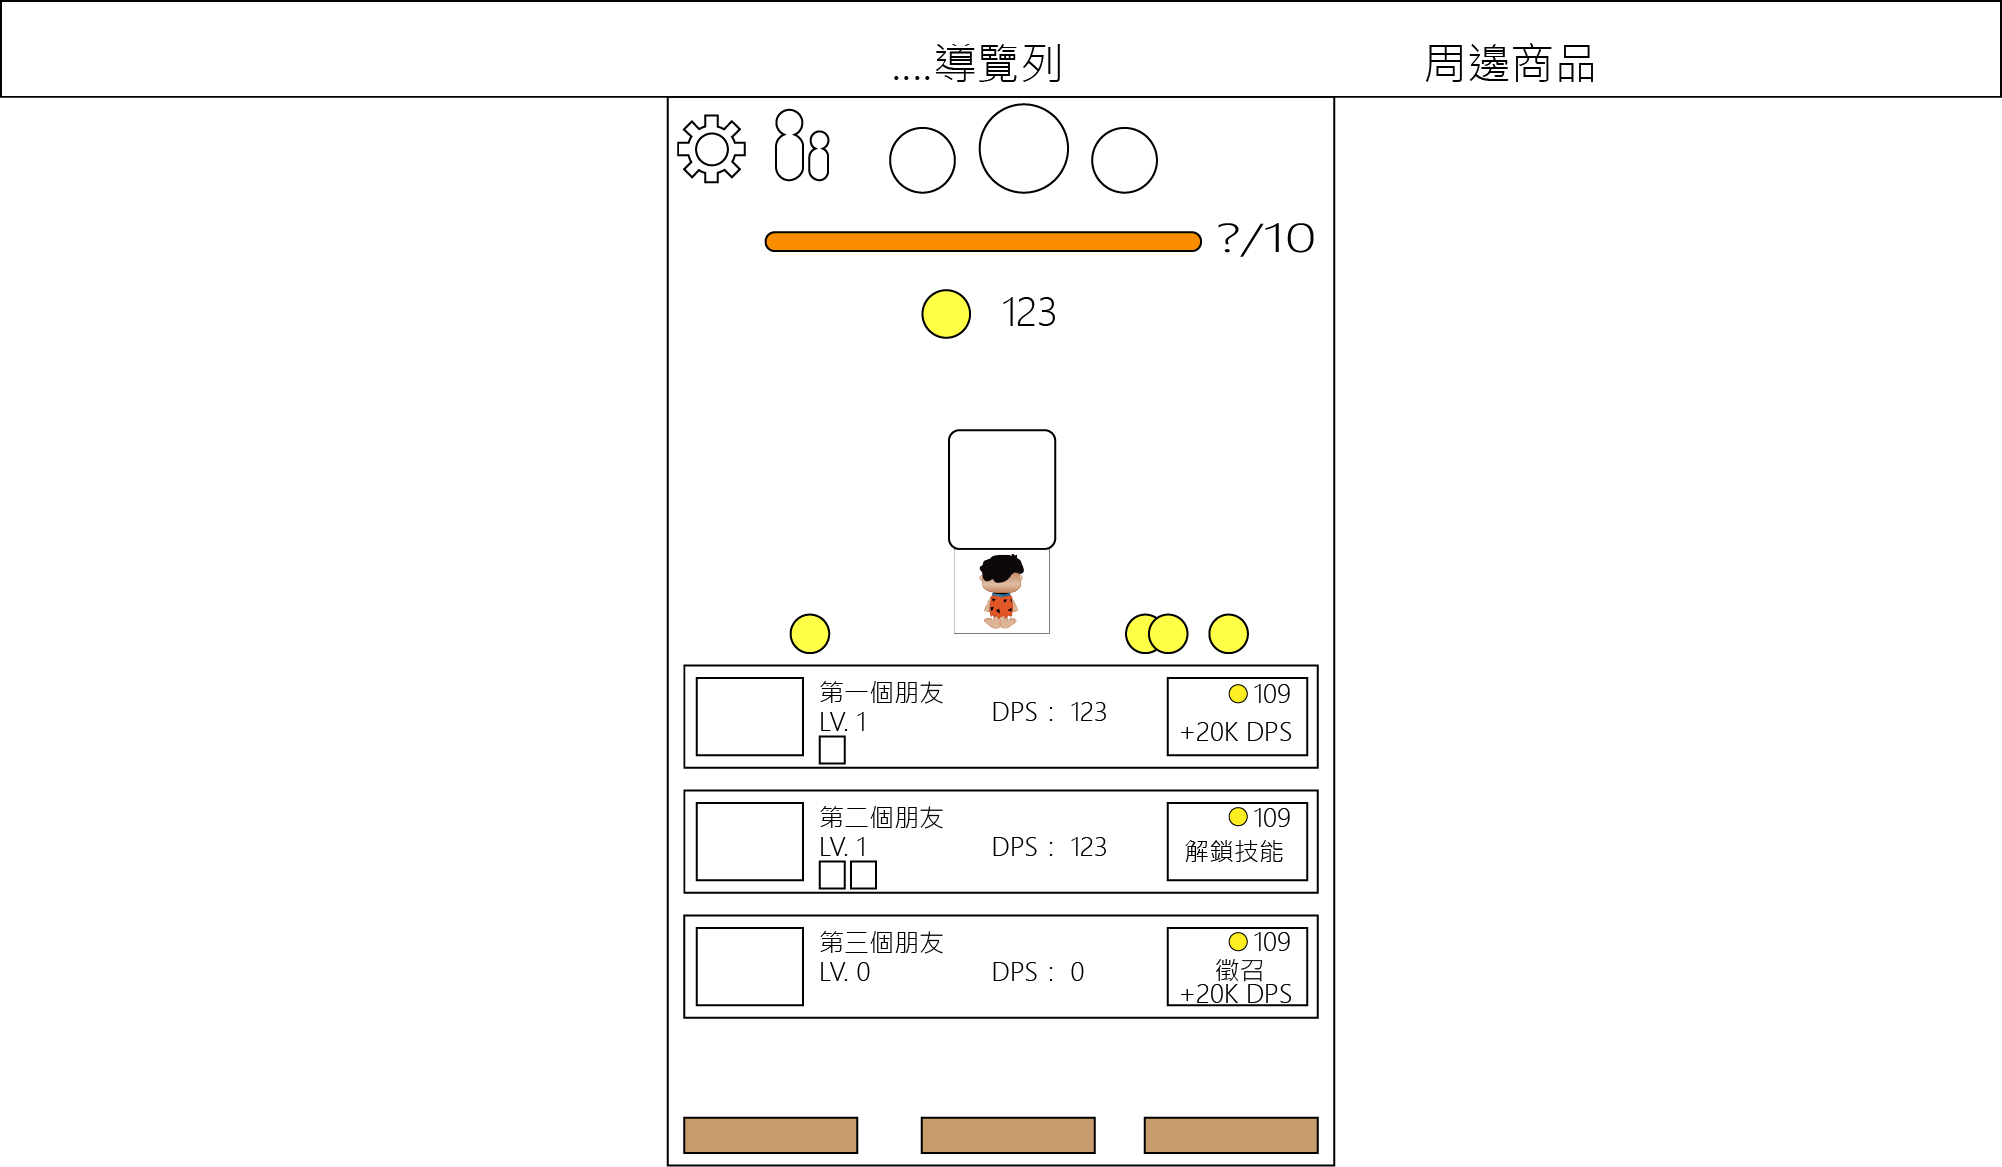 ....導覽列
周邊商品
?/10
123
第一個朋友
LV. 1
DPS： 123
109
+20K DPS
第二個朋友
LV. 1
DPS： 123
109
解鎖技能
第三個朋友
LV. 0
DPS： 0
109
徵召
+20K DPS